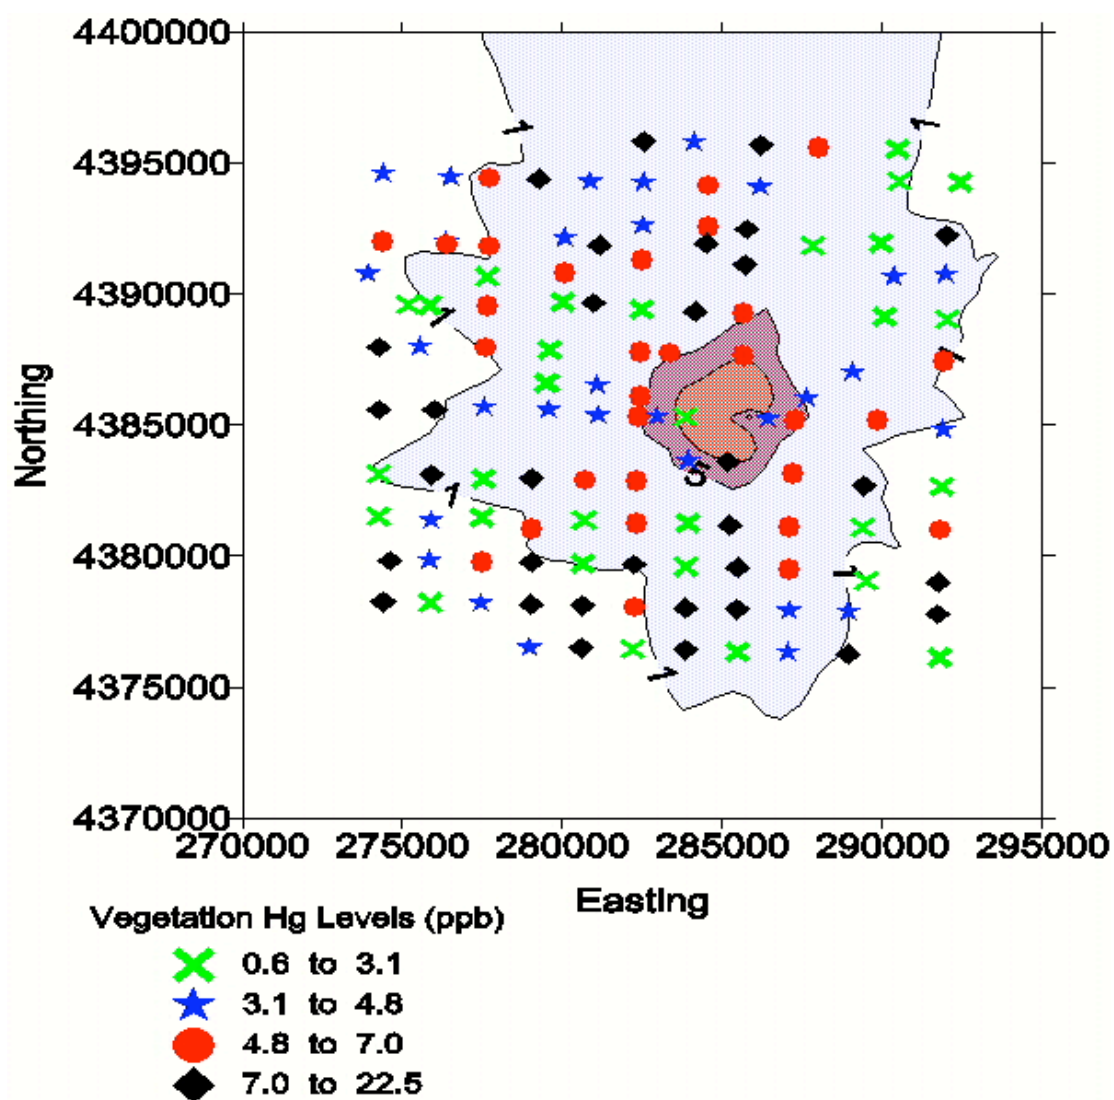 4400000
1
1
4395000
4390000
1
1
Northing
4385000
5
1
4380000
1
1
4375000
4370000
270000 275000 280000 285000 290000 295000
Easting
Vegetation Hg Levels (ppb)
0.6 to 3.1
3.1 to 4.8
4.8 to 7.0
7.0 to 22.5